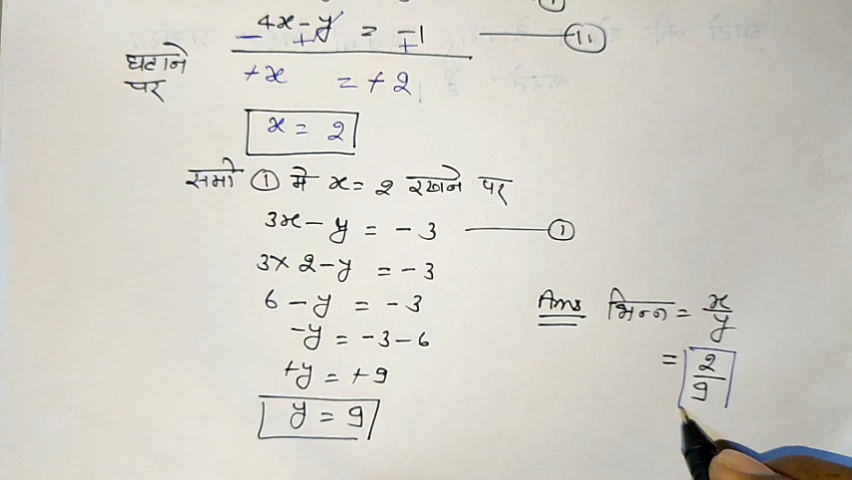 4x - y = -1 ——— (ii)
- + +
घटाने पर
+x = +2
x = 2
समी० (1) मे x = 2 रखने पर
3x - y = -3 ——— (1)
3 × 2 - y = -3
6 - y = -3
-y = -3 - 6
+y = +9
y = 9
Ans भिन्न = x/y
= 2/9